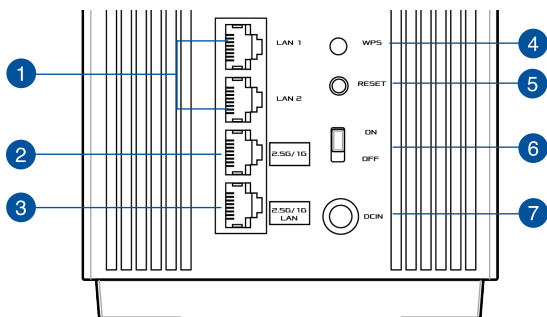 1
LAN 1
WPS
4
RESET
5
LAN 2
ON
2
2.5G/1G
OFF
6
3
2.5G/1G
LAN
DCIN
7